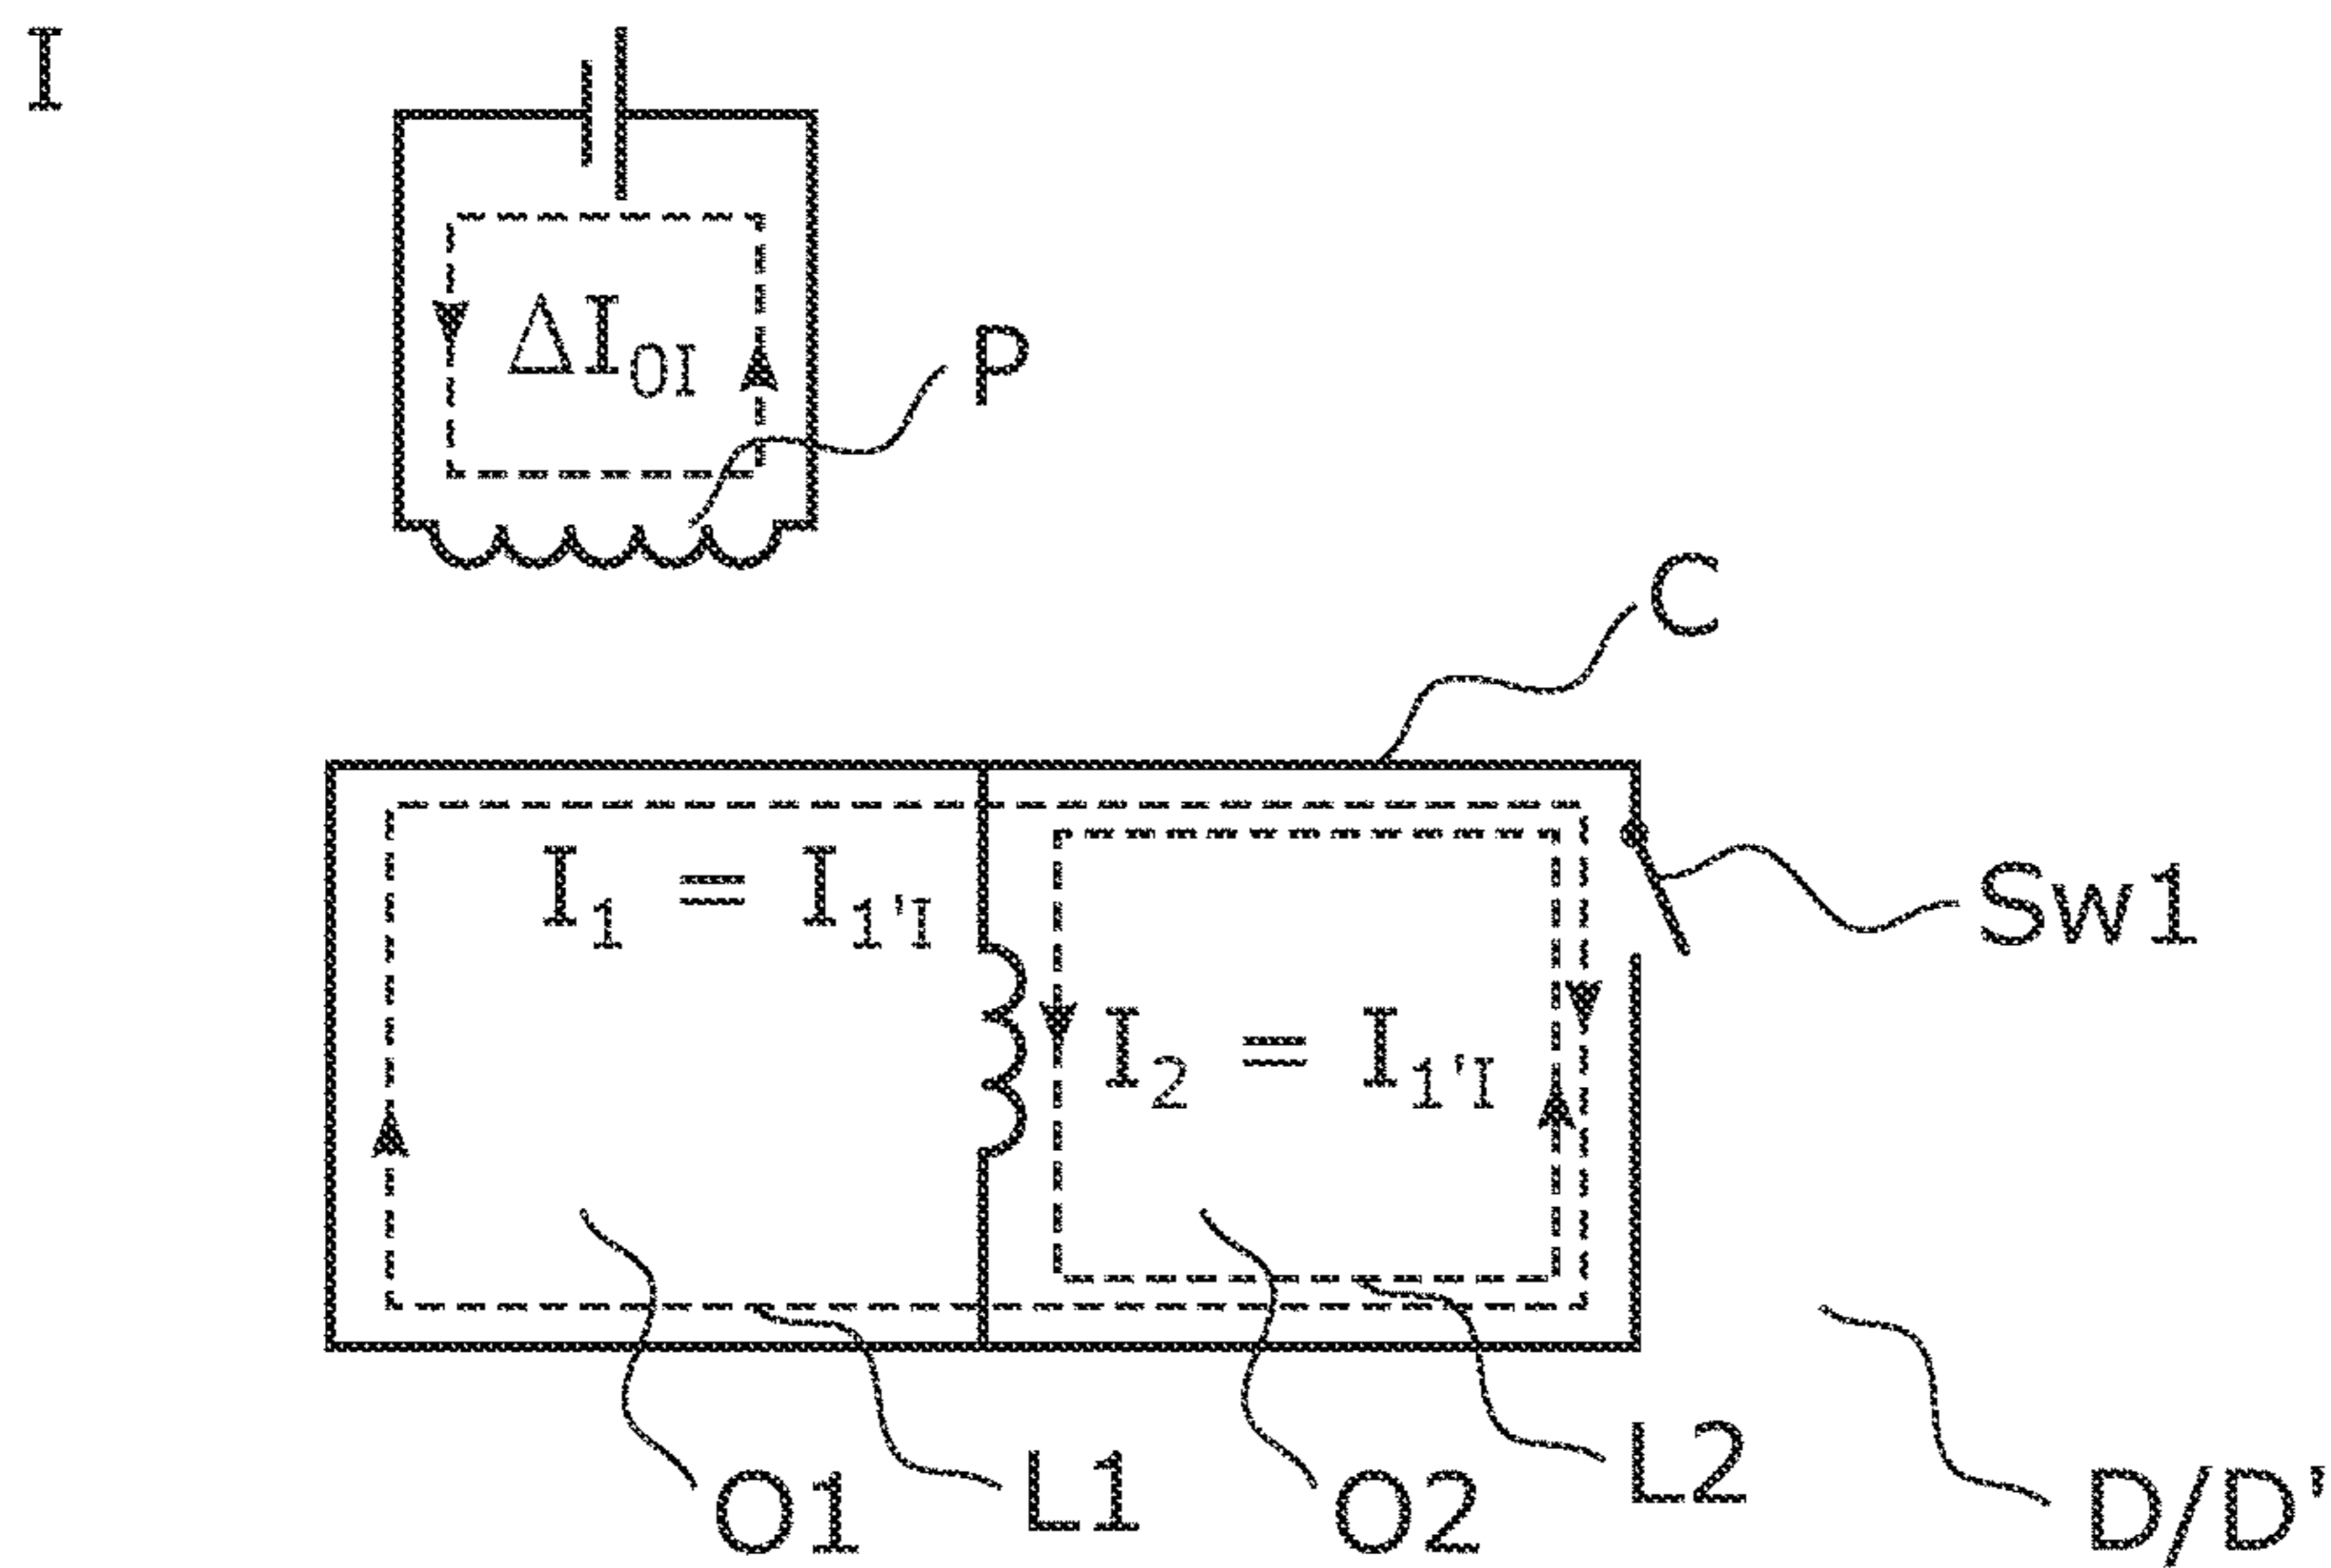 I
ΔI0I
P
C
I1 = I1'I
Sw1
I2 = I1'I
O1
L1
O2
L2
D/D'